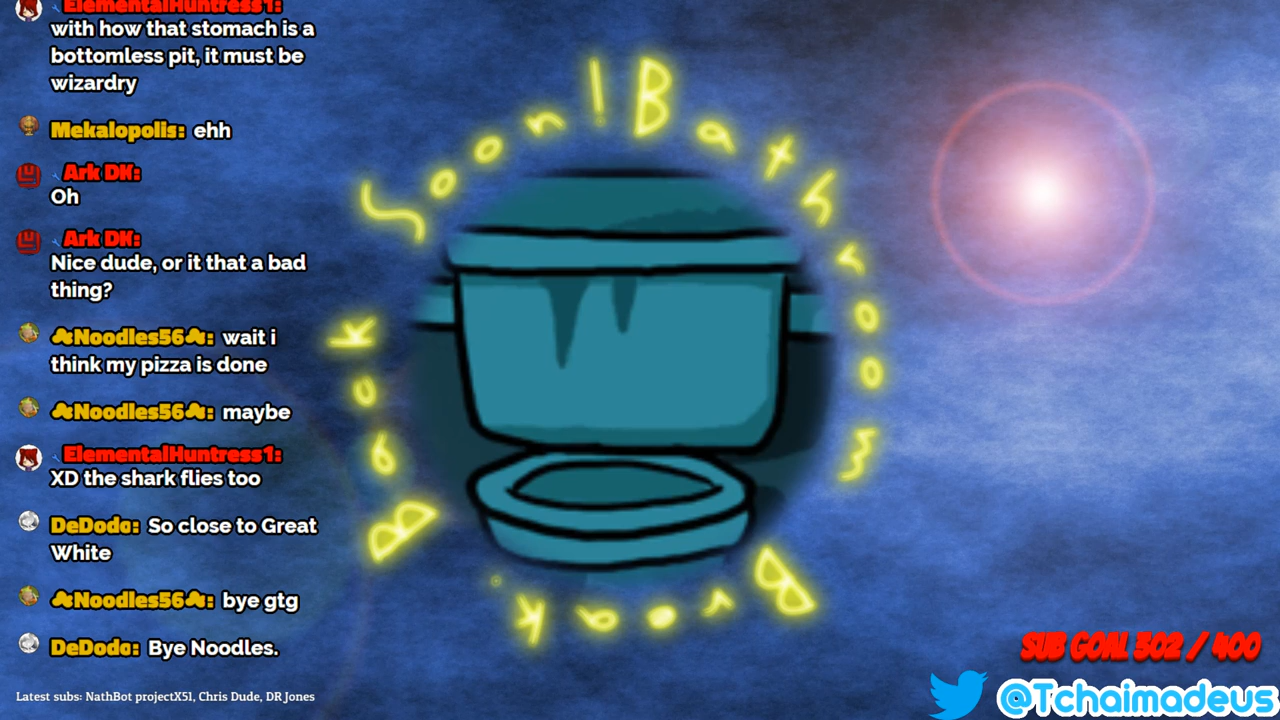 ElementalHuntress1:
with how that stomach is a
bottomless pit, it must be
wizardry
Mekalopolis: ehh
Ark DK:
Oh
Ark DK:
Nice dude, or it that a bad
thing?
Noodles56: wait i
think my pizza is done
Noodles56: maybe
ElementalHuntress1:
XD the shark flies too
DeDodo: So close to Great
White
Noodles56: bye gtg
DeDodo: Bye Noodles.
Latest subs: NathBot projectX51, Chris Dude, DR Jones
Bathroom Break. Back Soon!
SUB GOAL 302 / 400
@Tchaimadeus